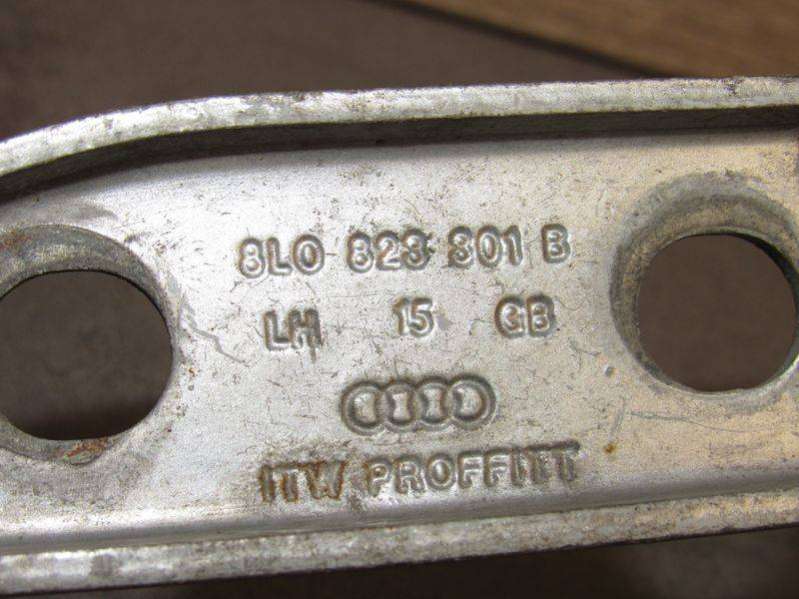 8L0 823 301 B
LH 15 GB
ITW PROFFITT